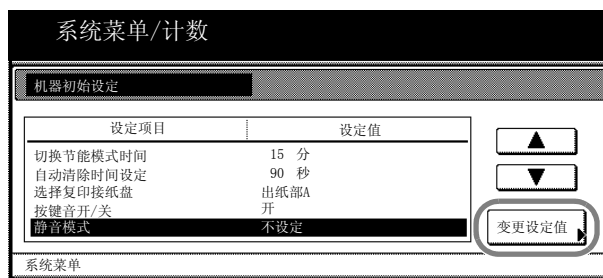 系统菜单/计数
机器初始设定
设定项目 设定值
切换节能模式时间 15 分
自动清除时间设定 90 秒
选择复印接纸盘 出纸部A
按键音开/关 开
静音模式 不设定
变更设定值
系统菜单